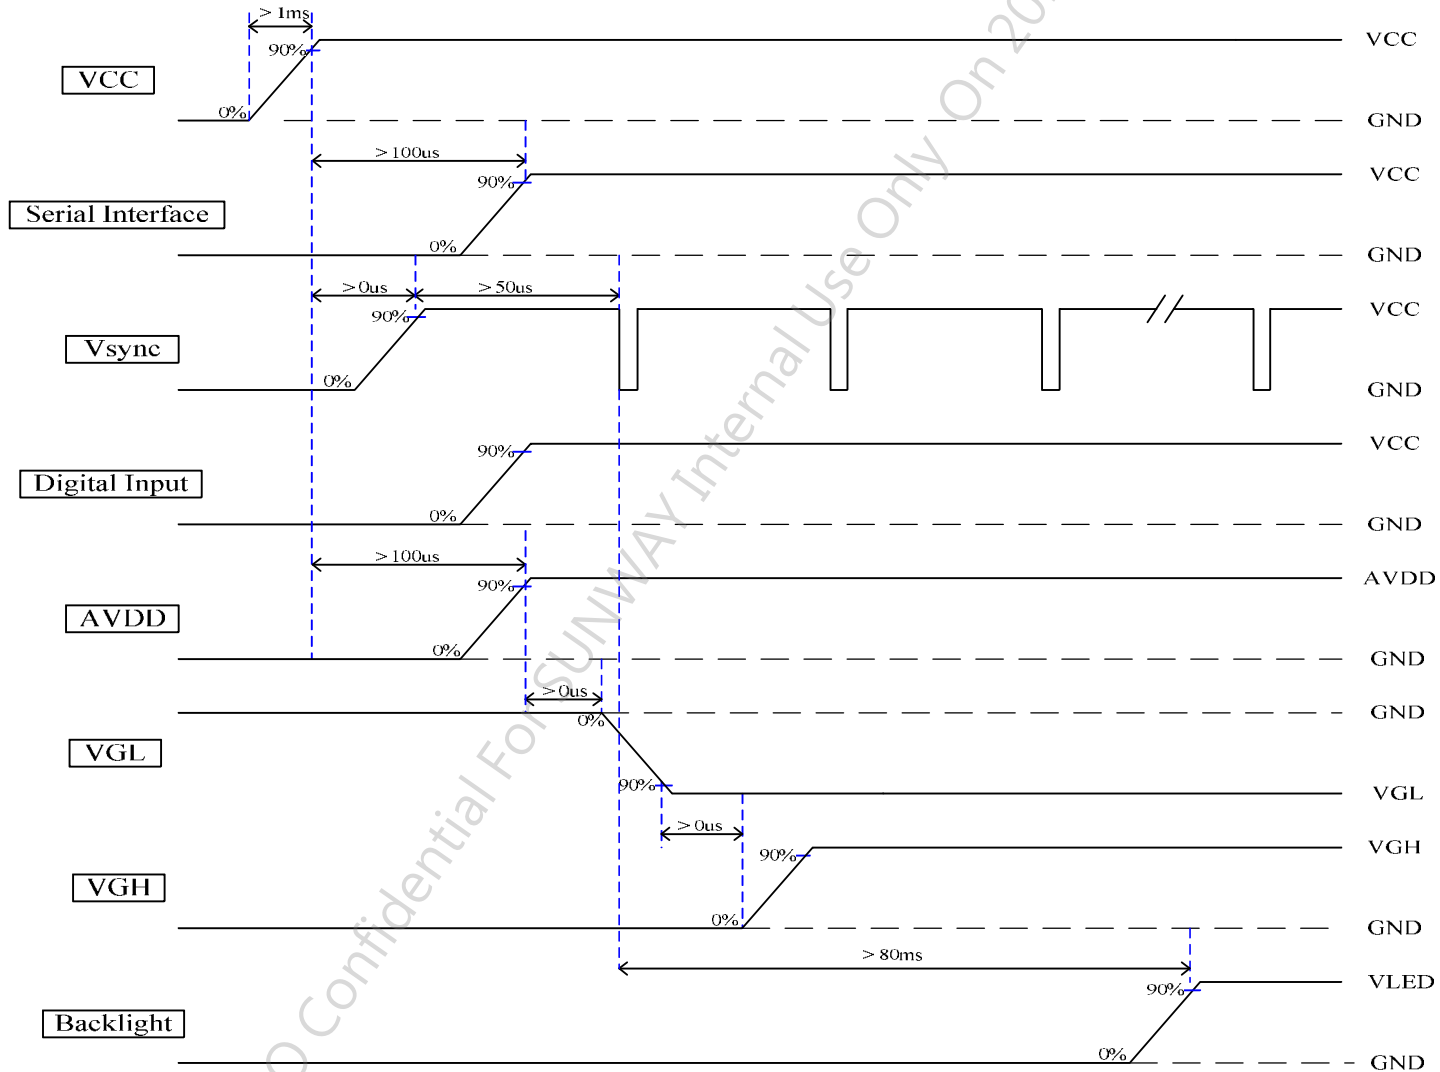 > 1ms
90%
VCC
VCC
0%
GND
> 100us
90%
VCC
Serial Interface
0%
GND
> 0us
> 50us
90%
VCC
Vsync
0%
GND
90%
VCC
Digital Input
0%
GND
> 100us
90%
AVDD
AVDD
0%
GND
> 0us
0%
GND
VGL
90%
VGL
> 0us
90%
VGH
VGH
0%
GND
> 80ms
90%
VLED
Backlight
0%
GND
Confidential For SUNWAY Internal Use Only On